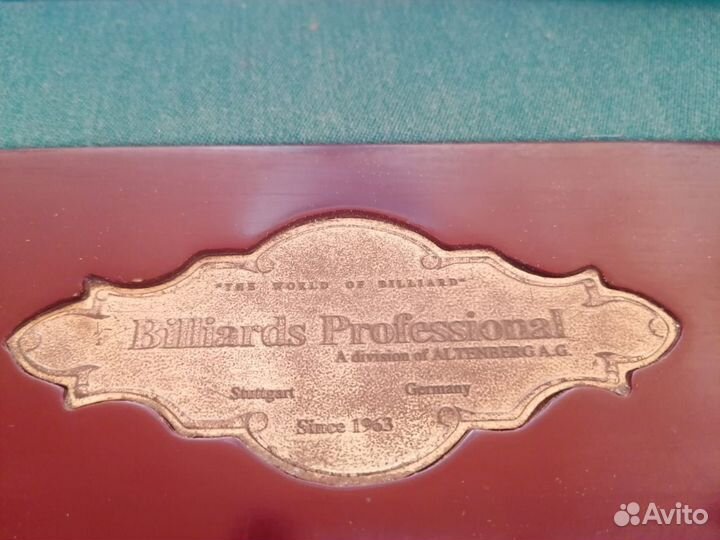 "THE WORLD OF BILLIARD"
Billiards Professional
A division of ALTENBERG A.G.
Stuttgart Germany
Since 1963
Avito